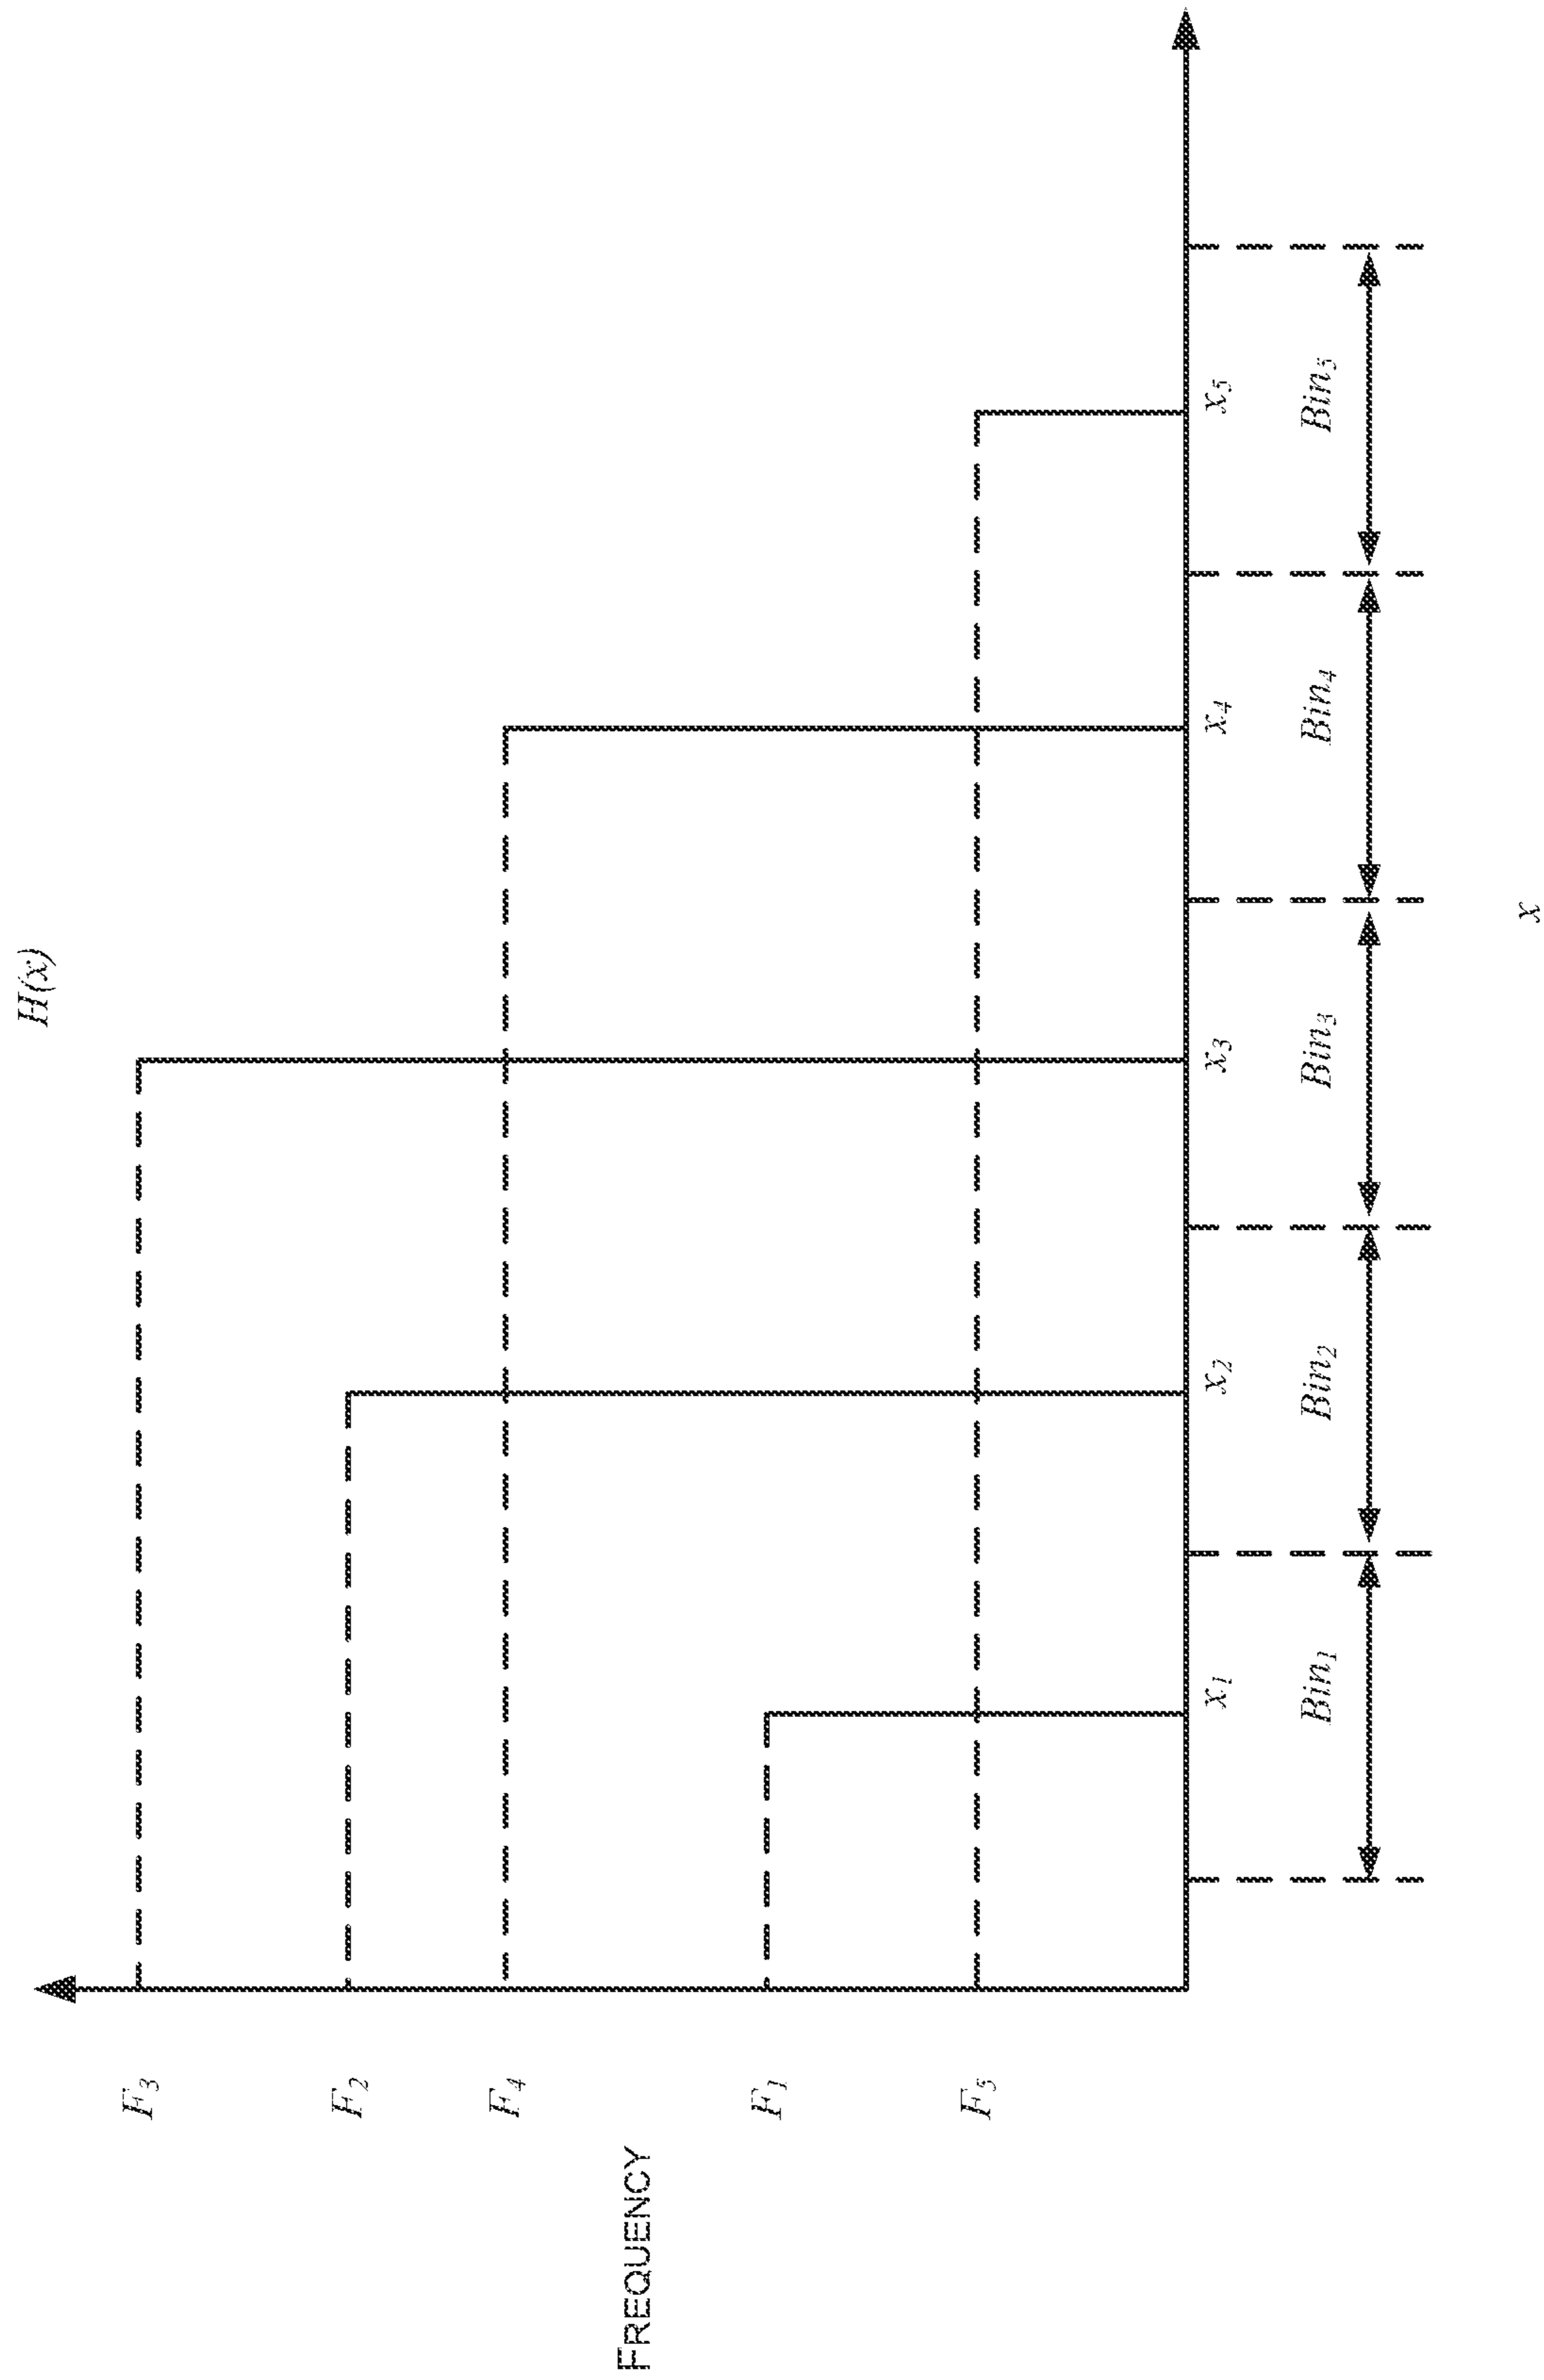 H(x)
F₃
F₂
F₄
F₁
F₅
FREQUENCY
x₁ x₂ x₃ x₄ x₅
Bin₁ Bin₂ Bin₃ Bin₄ Bin₅
x